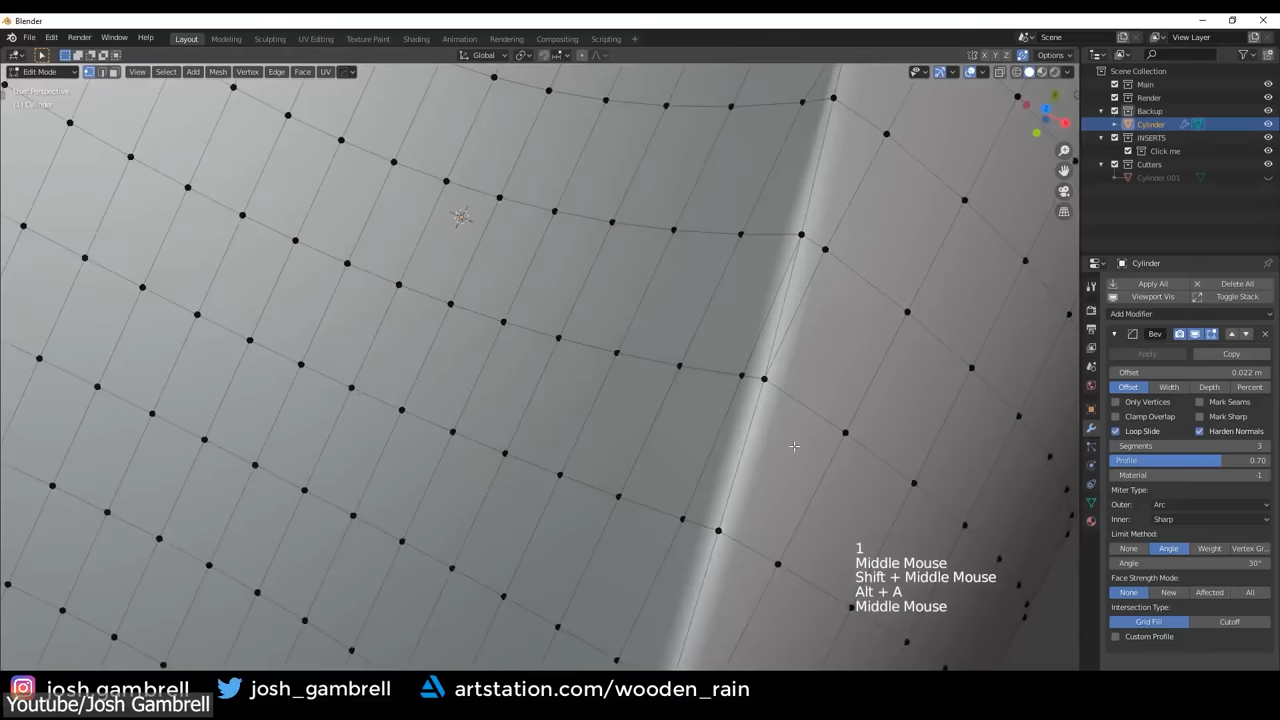 Blender
File Edit Render Window Help Layout Modeling Sculpting UV Editing Texture Paint Shading Animation Rendering Compositing Scripting + Scene View Layer
Global X Y Z Options
Edit Mode View Select Add Mesh Vertex Edge Face UV
User Perspective
(1) Cylinder
Scene Collection
Main
Render
Backup
Cylinder
INSERTS
Click me
Cutters
Cylinder.001
Cylinder
Apply All Delete All
Viewport Vis Toggle Stack
Add Modifier
Bev
Apply Copy
Offset 0.022 m
Offset Width Depth Percent
Only Vertices Mark Seams
Clamp Overlap Mark Sharp
Loop Slide Harden Normals
Segments 3
Profile 0.70
Material -1
Miter Type:
Outer: Arc
Inner: Sharp
Limit Method:
None Angle Weight Vertex Gr...
Angle 30°
Face Strength Mode:
None New Affected All
Intersection Type:
Grid Fill Cutoff
Custom Profile
1
Middle Mouse
Shift + Middle Mouse
Alt + A
Middle Mouse
josh_gambrell josh_gambrell artstation.com/wooden_rain
Youtube/Josh Gambrell